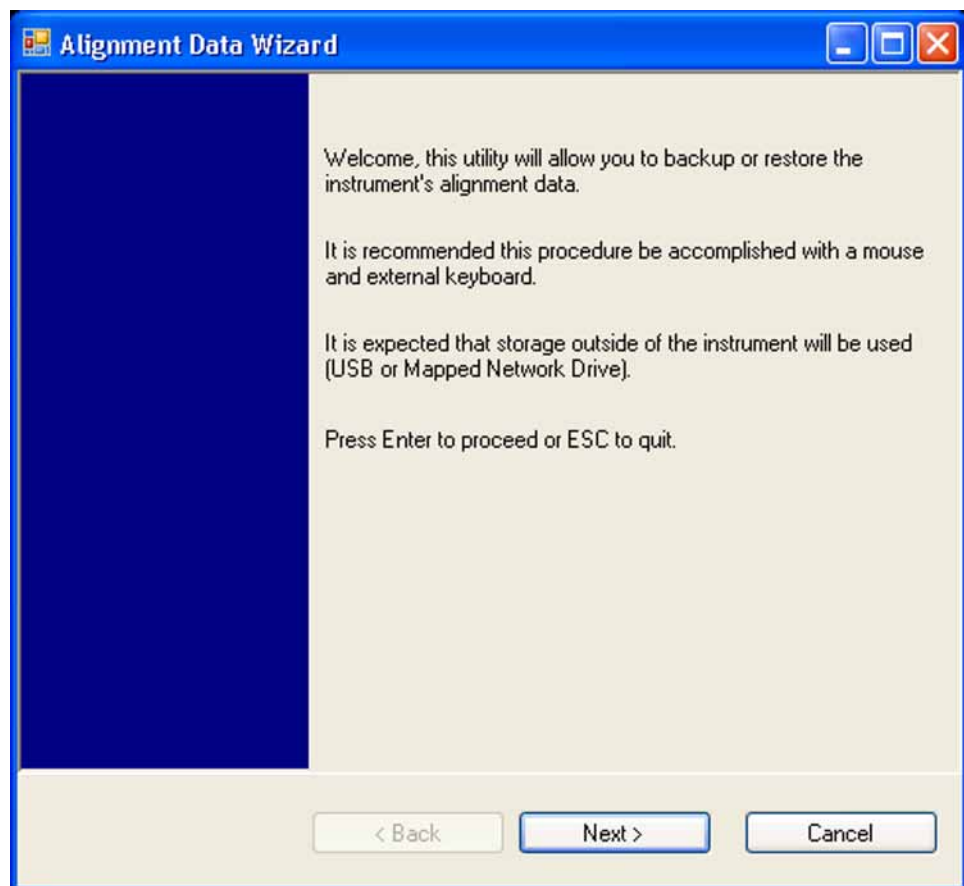 Alignment Data Wizard
Welcome, this utility will allow you to backup or restore the
instrument's alignment data.
It is recommended this procedure be accomplished with a mouse
and external keyboard.
It is expected that storage outside of the instrument will be used
(USB or Mapped Network Drive).
Press Enter to proceed or ESC to quit.
< Back
Next >
Cancel